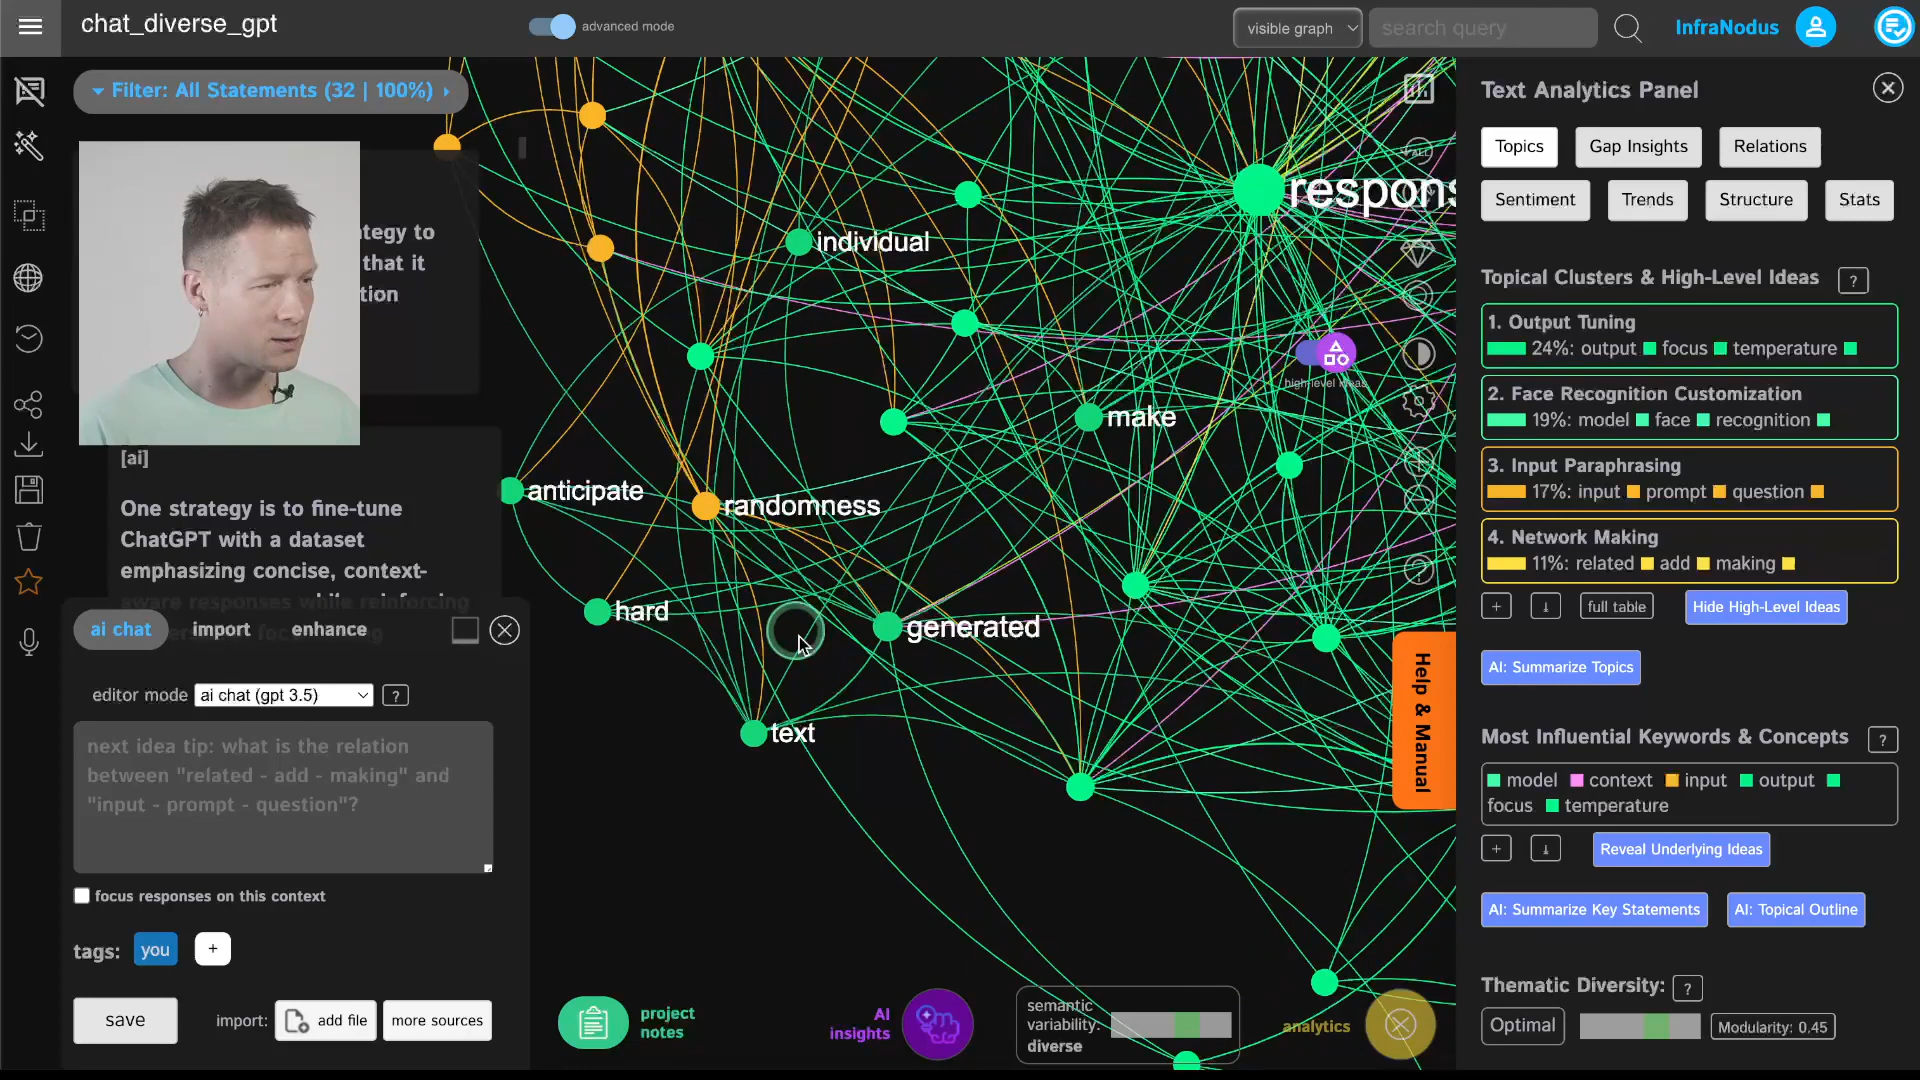 chat_diverse_gpt
advanced mode
visible graph
search query
InfraNodus
Filter: All Statements (32 | 100%)
tegy to
that it
tion
[ai]
One strategy is to fine-tune
ChatGPT with a dataset
emphasizing concise, context-
aware responses while reinforcing
ai chat
import
enhance
editor mode
ai chat (gpt 3.5)
?
next idea tip: what is the relation
between "related - add - making" and
"input - prompt - question"?
focus responses on this context
tags:
you
+
save
import:
add file
more sources
respons
individual
make
anticipate
randomness
hard
generated
text
high-level ideas
Help & Manual
project
notes
AI
insights
semantic
variability:
diverse
analytics
Text Analytics Panel
Topics
Gap Insights
Relations
Sentiment
Trends
Structure
Stats
Topical Clusters & High-Level Ideas
?
1. Output Tuning
24%: output focus temperature
2. Face Recognition Customization
19%: model face recognition
3. Input Paraphrasing
17%: input prompt question
4. Network Making
11%: related add making
+
full table
Hide High-Level Ideas
AI: Summarize Topics
Most Influential Keywords & Concepts
?
model context input output
focus temperature
+
Reveal Underlying Ideas
AI: Summarize Key Statements
AI: Topical Outline
Thematic Diversity:
?
Optimal
Modularity: 0,45